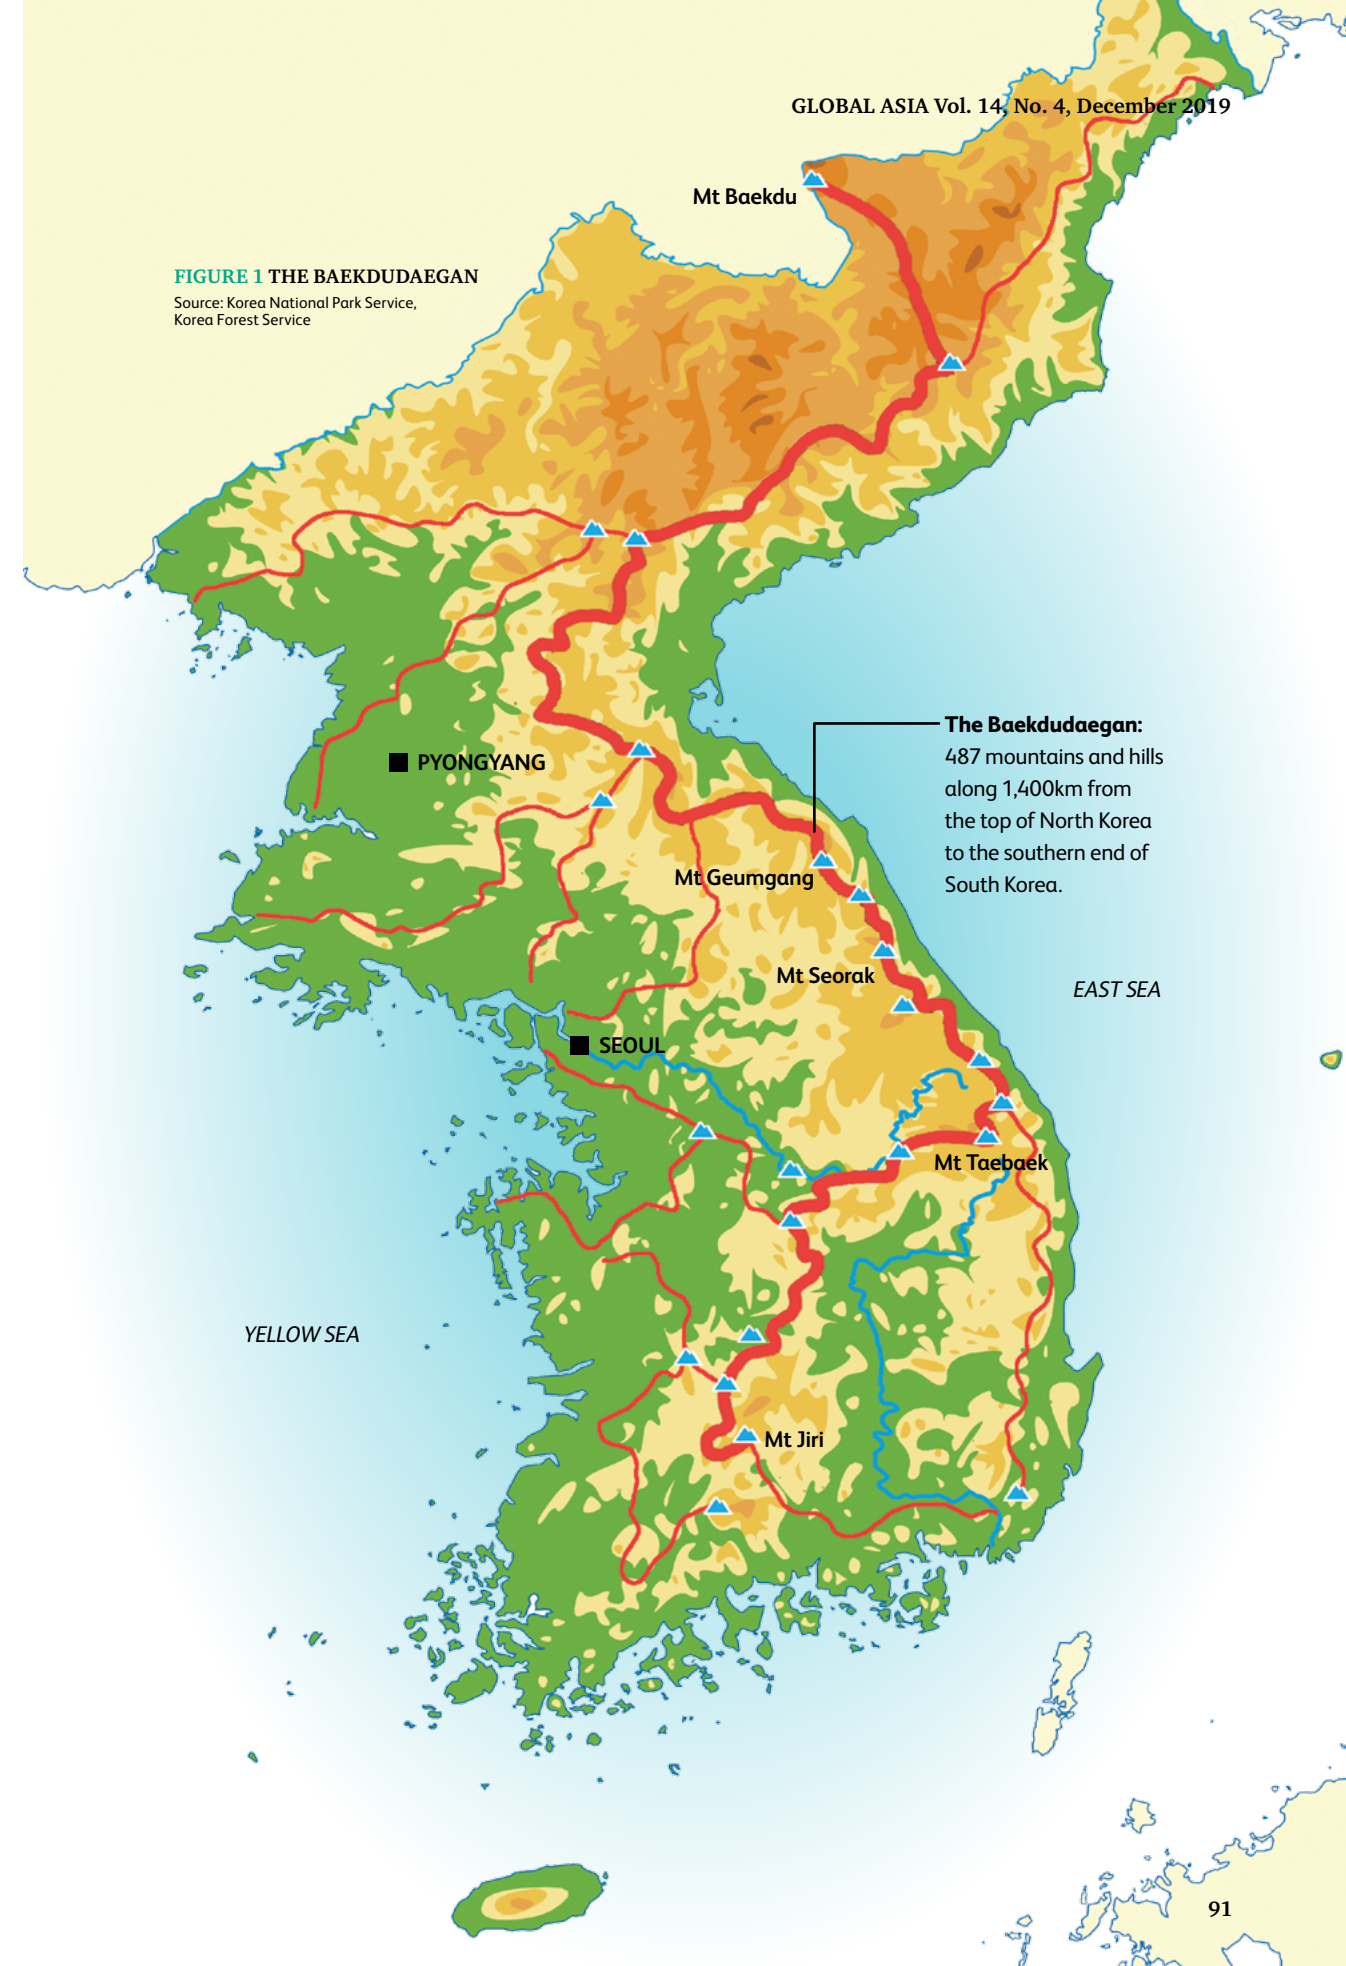 GLOBAL ASIA Vol. 14, No. 4, December 2019
Mt Baekdu
FIGURE 1 THE BAEKDUDAEGAN
Source: Korea National Park Service,
Korea Forest Service
The Baekdudaegan:
487 mountains and hills
along 1,400km from
the top of North Korea
to the southern end of
South Korea.
PYONGYANG
Mt Geumgang
Mt Seorak
EAST SEA
SEOUL
Mt Taebaek
YELLOW SEA
Mt Jiri
91